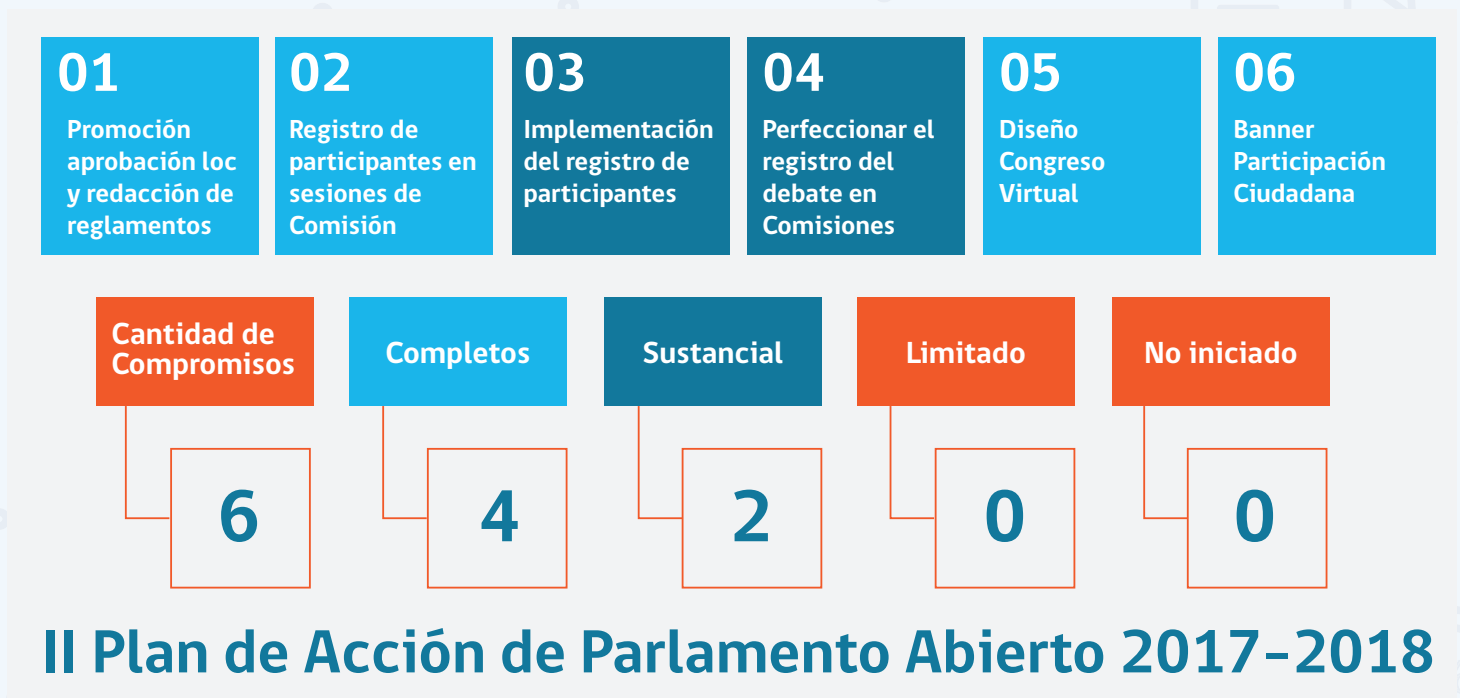 01
Promoción
aprobación loc
y redacción de
reglamentos
02
Registro de
participantes en
sesiones de
Comisión
03
Implementación
del registro de
participantes
04
Perfeccionar el
registro del
debate en
Comisiones
05
Diseño
Congreso
Virtual
06
Banner
Participación
Ciudadana
Cantidad de
Compromisos
6
Completos
4
Sustancial
2
Limitado
0
No iniciado
0
II Plan de Acción de Parlamento Abierto 2017-2018